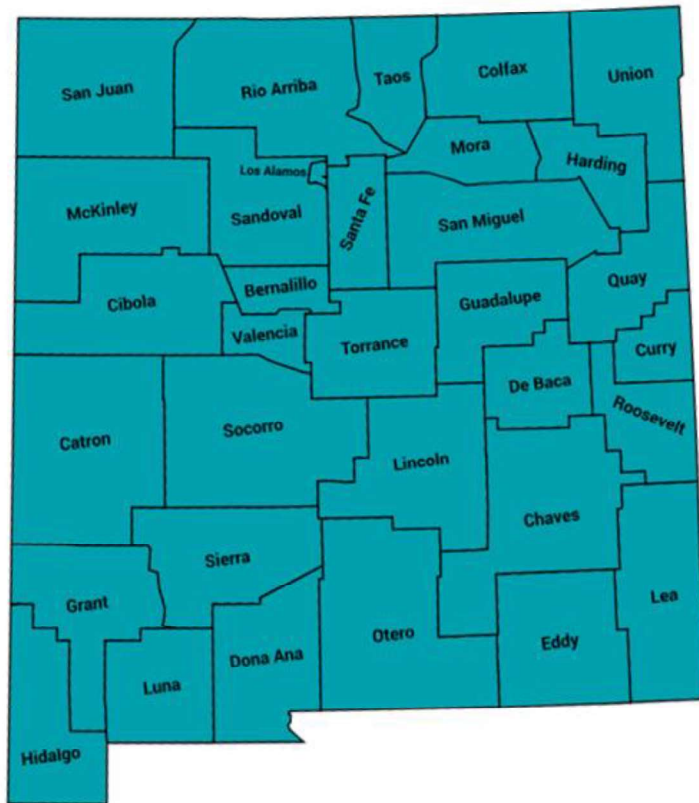 San Juan
Rio Arriba
Taos
Colfax
Union
Mora
Harding
Los Alamos
McKinley
Sandoval
Santa Fe
San Miguel
Quay
Bernalillo
Cibola
Guadalupe
Valencia
Torrance
Curry
De Baca
Roosevelt
Catron
Socorro
Lincoln
Chaves
Sierra
Grant
Lea
Otero
Eddy
Dona Ana
Luna
Hidalgo